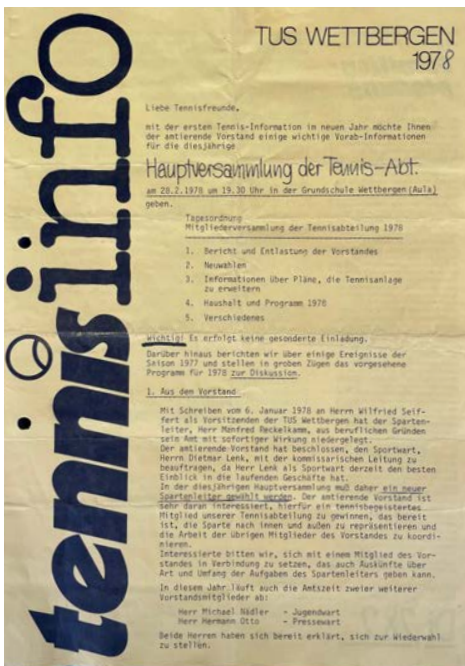 tennis info
TUS WETTBERGEN
1978
Liebe Tennisfreunde,
mit der ersten Tennis-Information im neuen Jahr möchte Ihnen
der amtierende Vorstand einige wichtige Vorab-Informationen
für die diesjährige
Hauptversammlung der Tennis-Abt.
am 28.2.1978 um 19.30 Uhr in der Grundschule Wettbergen (Aula)
geben.
Tagesordnung
Mitgliederversammlung der Tennisabteilung 1978
1. Bericht und Entlastung der Vorstandes
2. Neuwahlen
3. Informationen über Pläne, die Tennisanlage
zu erweitern
4. Haushalt und Programm 1978
5. Verschiedenes
Wichtig! Es erfolgt keine gesonderte Einladung.
Darüber hinaus berichten wir über einige Ereignisse der
Saison 1977 und stellen in groben Zügen das vorgesehene
Programm für 1978 zur Diskussion.
1. Aus dem Vorstand
Mit Schreiben vom 6. Januar 1978 an Herrn Wilfried Seif-
fert als Vorsitzenden der TUS Wettbergen hat der Sparten-
leiter, Herr Manfred Reckelkamm, aus beruflichen Gründen
sein Amt mit sofortiger Wirkung niedergelegt.
Der amtierende Vorstand hat beschlossen, den Sportwart,
Herrn Dietmar Lenk, mit der kommissarischen Leitung zu
beauftragen, da Herr Lenk als Sportwart derzeit den besten
Einblick in die laufenden Geschäfte hat.
In der diesjährigen Hauptversammlung muß daher ein neuer
Spartenleiter gewählt werden. Der amtierende Vorstand ist
sehr daran interessiert, hierfür ein tennisbegeistertes
Mitglied unserer Tennisabteilung zu gewinnen, das bereit
ist, die Sparte nach innen und außen zu repräsentieren und
die Arbeit der übrigen Mitglieder des Vorstandes zu koordi-
nieren.
Interessierte bitten wir, sich mit einem Mitglied des Vor-
standes in Verbindung zu setzen, das auch Auskünfte über
Art und Umfang der Aufgaben des Spartenleiters geben kann.
In diesem Jahr läuft auch die Amtszeit zweier weiterer
Vorstandsmitglieder ab:
Herr Michael Nädler - Jugendwart
Herr Hermann Otto - Pressewart
Beide Herren haben sich bereit erklärt, sich zur Wiederwahl
zu stellen.